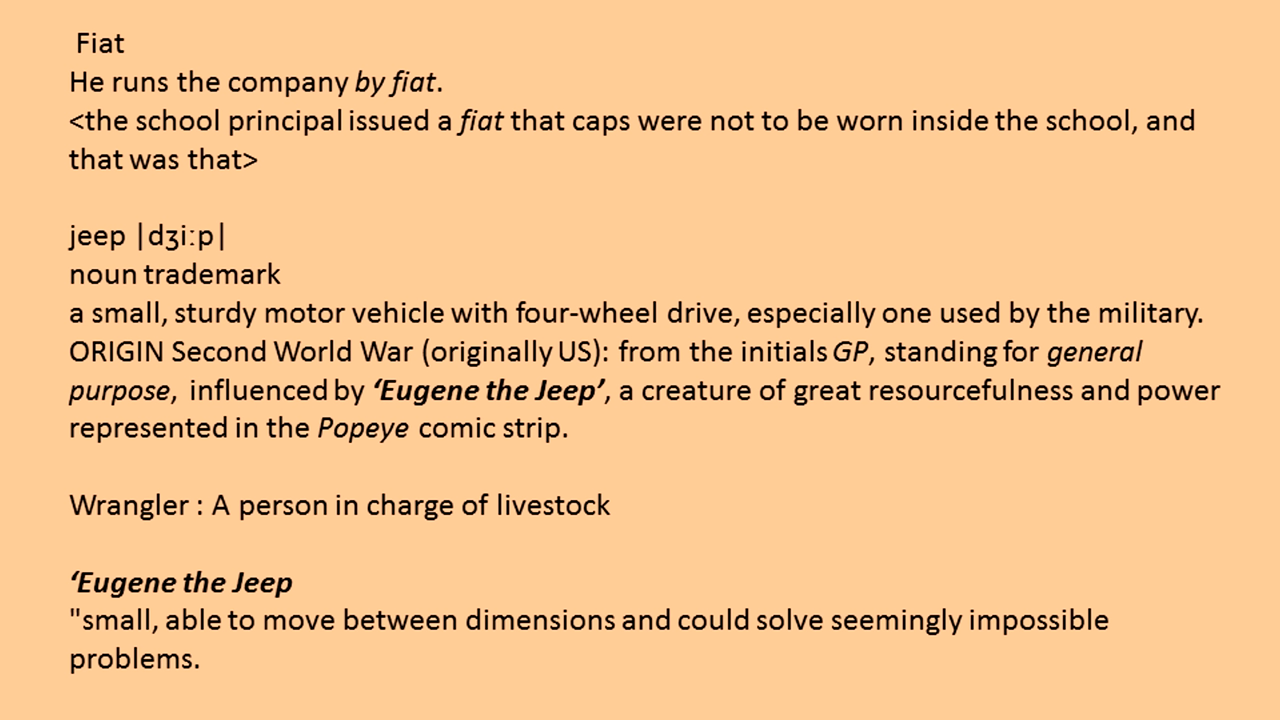 Fiat
He runs the company by fiat.
<the school principal issued a fiat that caps were not to be worn inside the school, and
that was that>
jeep |dʒiːp|
noun trademark
a small, sturdy motor vehicle with four-wheel drive, especially one used by the military.
ORIGIN Second World War (originally US): from the initials GP, standing for general
purpose, influenced by ‘Eugene the Jeep’, a creature of great resourcefulness and power
represented in the Popeye comic strip.
Wrangler : A person in charge of livestock
‘Eugene the Jeep
"small, able to move between dimensions and could solve seemingly impossible
problems.